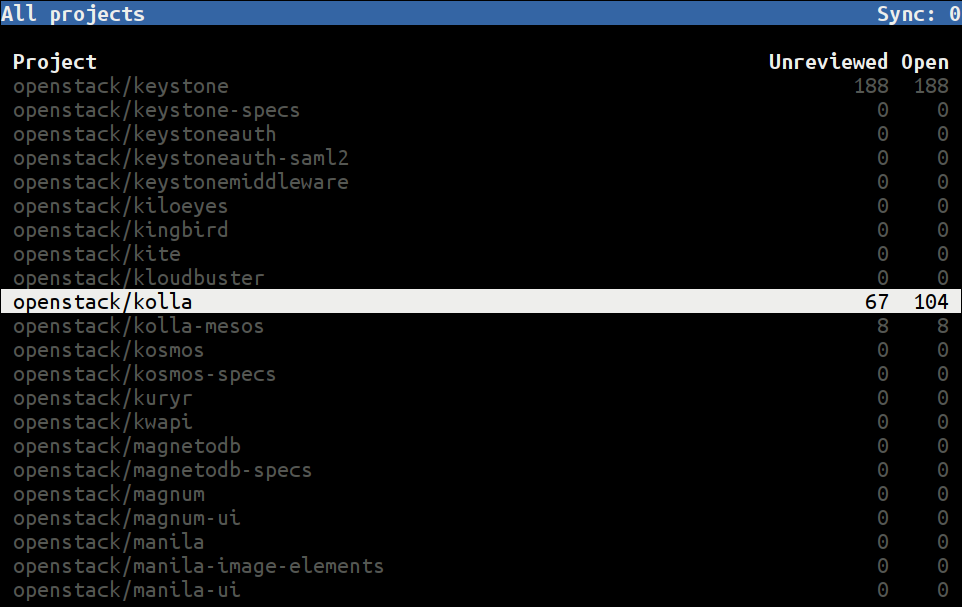 All projects Sync: 0
Project Unreviewed Open
openstack/keystone 188 188
openstack/keystone-specs 0 0
openstack/keystoneauth 0 0
openstack/keystoneauth-saml2 0 0
openstack/keystonemiddleware 0 0
openstack/kiloeyes 0 0
openstack/kingbird 0 0
openstack/kite 0 0
openstack/kloudbuster 0 0
openstack/kolla 67 104
openstack/kolla-mesos 8 8
openstack/kosmos 0 0
openstack/kosmos-specs 0 0
openstack/kuryr 0 0
openstack/kwapi 0 0
openstack/magnetodb 0 0
openstack/magnetodb-specs 0 0
openstack/magnum 0 0
openstack/magnum-ui 0 0
openstack/manila 0 0
openstack/manila-image-elements 0 0
openstack/manila-ui 0 0